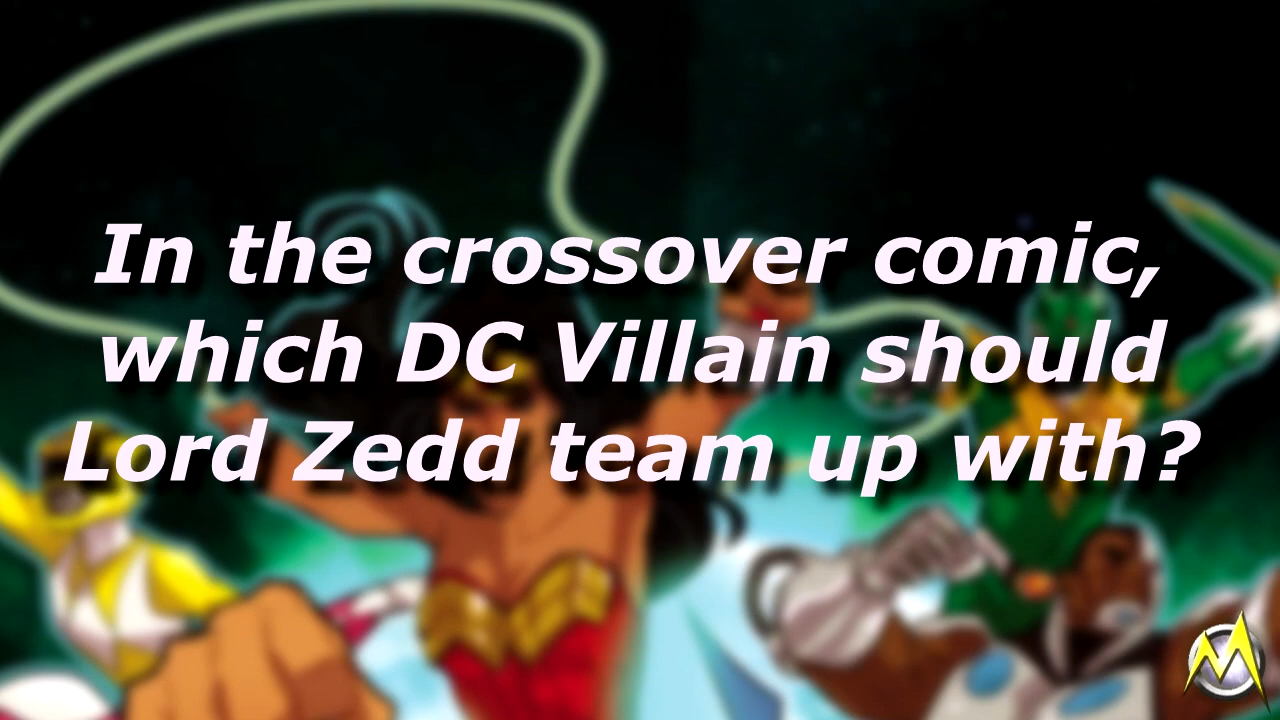 In the crossover comic,
which DC Villain should
Lord Zedd team up with?